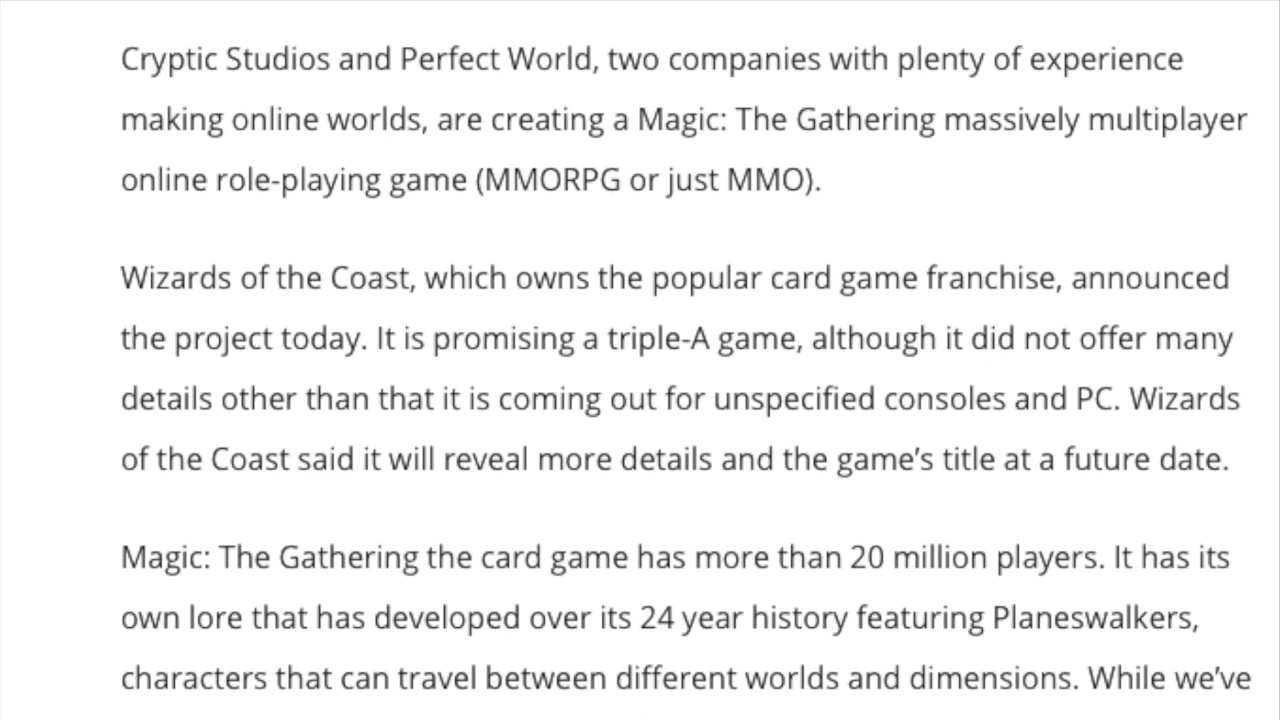 Cryptic Studios and Perfect World, two companies with plenty of experience
making online worlds, are creating a Magic: The Gathering massively multiplayer
online role-playing game (MMORPG or just MMO).
Wizards of the Coast, which owns the popular card game franchise, announced
the project today. It is promising a triple-A game, although it did not offer many
details other than that it is coming out for unspecified consoles and PC. Wizards
of the Coast said it will reveal more details and the game’s title at a future date.
Magic: The Gathering the card game has more than 20 million players. It has its
own lore that has developed over its 24 year history featuring Planeswalkers,
characters that can travel between different worlds and dimensions. While we’ve